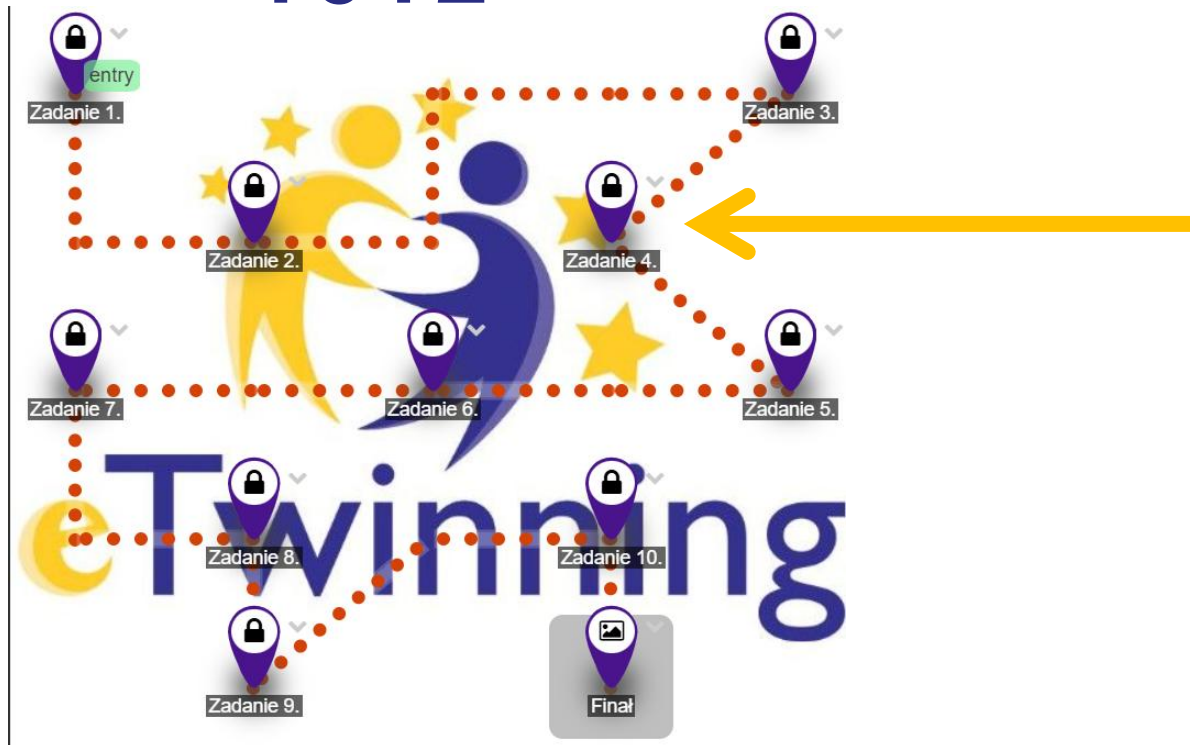 entry
Zadanie 1.
Zadanie 3.
Zadanie 2.
Zadanie 4.
Zadanie 7.
Zadanie 6.
Zadanie 5.
eTwinning
Zadanie 8.
Zadanie 10.
Zadanie 9.
Finał